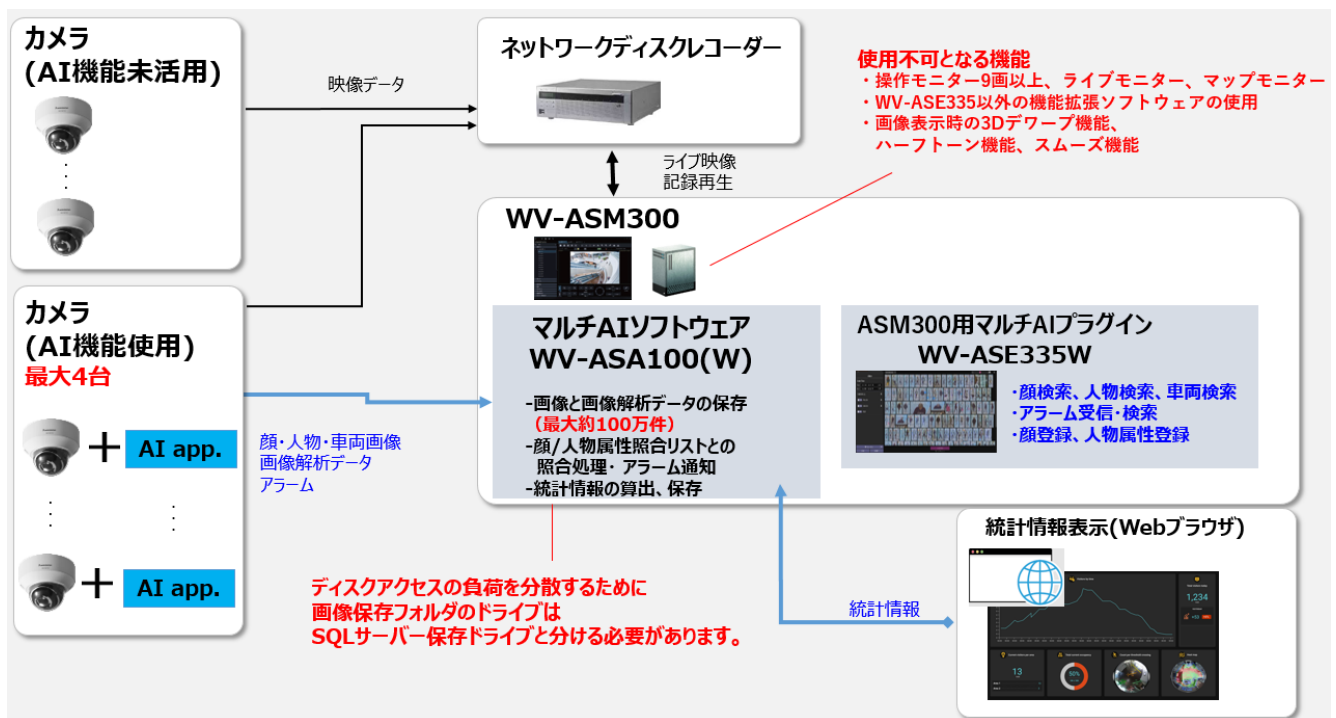 カメラ
(AI機能未活用)
映像データ
ネットワークディスクレコーダー
使用不可となる機能
・操作モニター9画以上、ライブモニター、マップモニター
・WV-ASE335以外の機能拡張ソフトウェアの使用
・画像表示時の3Dデワープ機能、
ハーフトーン機能、スムーズ機能
ライブ映像
記録再生
WV-ASM300
カメラ
(AI機能使用)
最大4台
AI app.
AI app.
顔・人物・車両画像
画像解析データ
アラーム
マルチAIソフトウェア
WV-ASA100(W)
-画像と画像解析データの保存
(最大約100万件)
-顔/人物属性照合リストとの
照合処理・アラーム通知
-統計情報の算出、保存
ASM300用マルチAIプラグイン
WV-ASE335W
・顔検索、人物検索、車両検索
・アラーム受信・検索
・顔登録、人物属性登録
ディスクアクセスの負荷を分散するために
画像保存フォルダのドライブは
SQLサーバー保存ドライブと分ける必要があります。
統計情報
統計情報表示(Webブラウザ)
1,234
13
50%